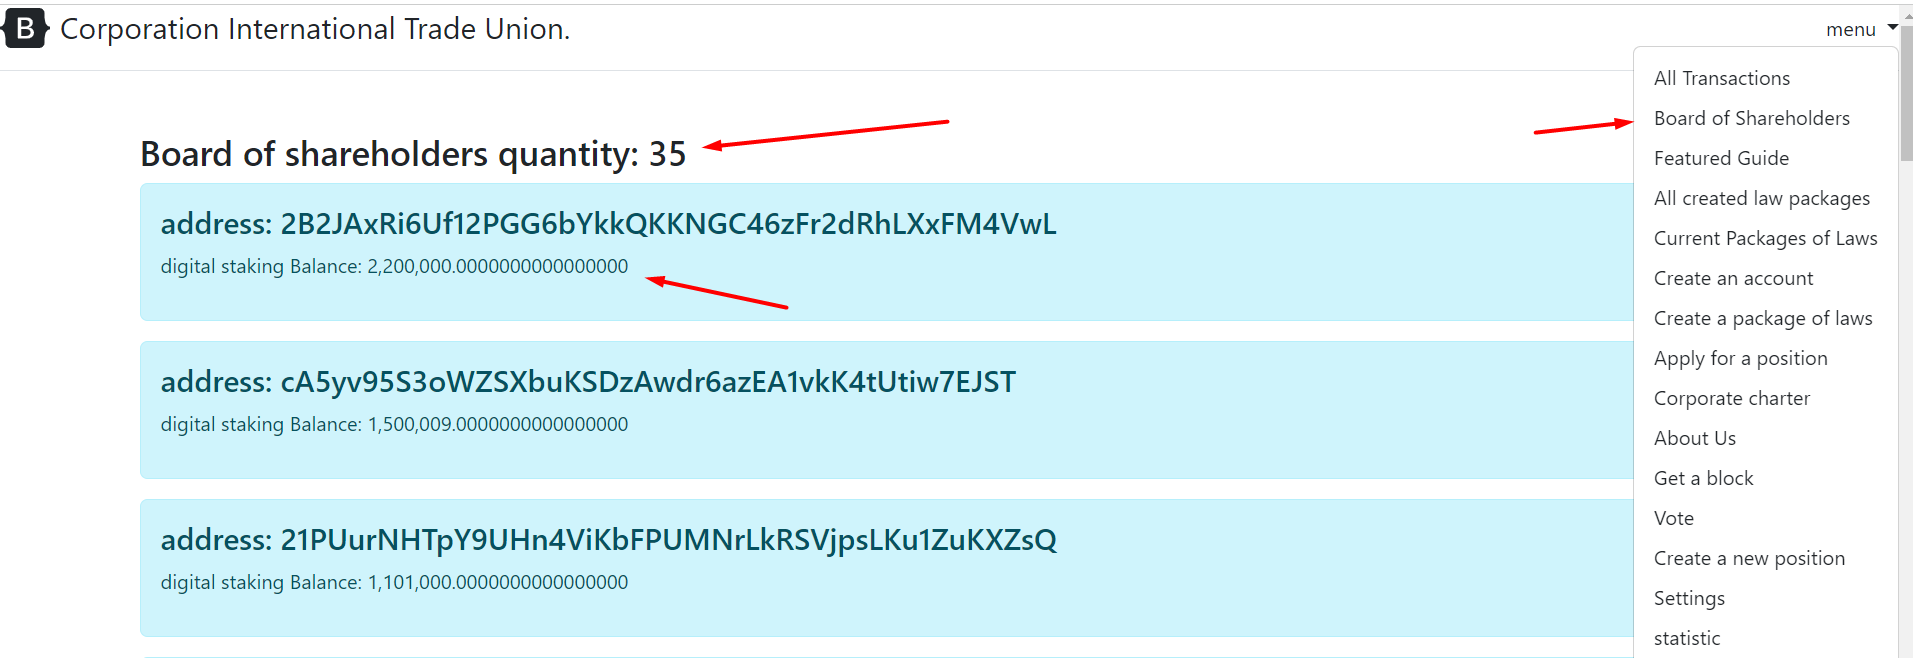 B Corporation International Trade Union.
menu
Board of shareholders quantity: 35
address: 2B2JAxRi6Uf12PGG6bYkkQKKNGC46zFr2dRhLXxFM4VwL
digital staking Balance: 2,200,000.0000000000000000
address: cA5yv95S3oWZSXbuKSDzAwdr6azEA1vkK4tUtiw7EJST
digital staking Balance: 1,500,009.0000000000000000
address: 21PUurNHTpY9UHn4ViKbFPUMNrLkRSVjpsLKu1ZuKXZsQ
digital staking Balance: 1,101,000.0000000000000000
All Transactions
Board of Shareholders
Featured Guide
All created law packages
Current Packages of Laws
Create an account
Create a package of laws
Apply for a position
Corporate charter
About Us
Get a block
Vote
Create a new position
Settings
statistic